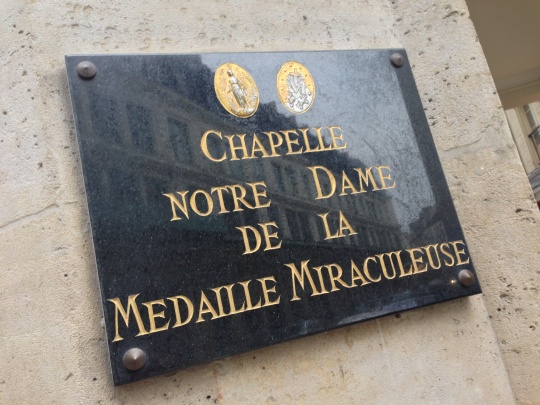 CHAPELLE
NOTRE DAME
DE LA
MEDAILLE MIRACULEUSE